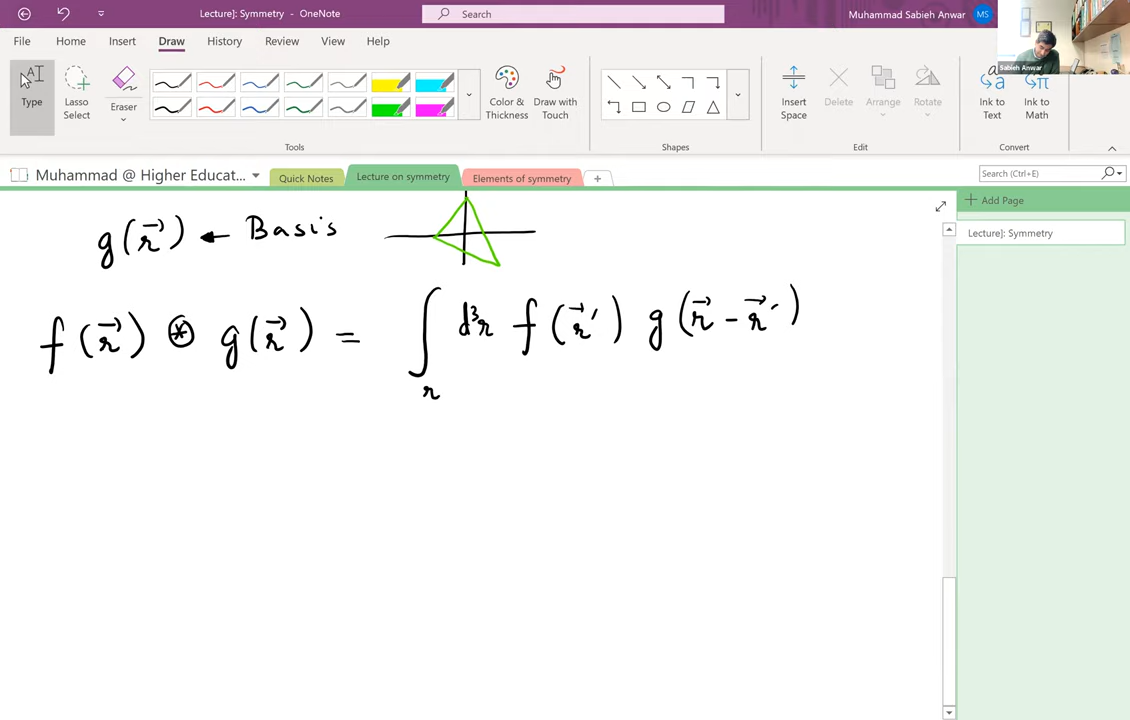 Lecture]: Symmetry - OneNote
Search
Muhammad Sabieh Anwar
MS
Sabieh Anwar
File Home Insert Draw History Review View Help
Type
Lasso Select
Eraser
Color & Thickness
Draw with Touch
Insert Space
Delete
Arrange
Rotate
Ink to Text
Ink to Math
Tools
Shapes
Edit
Convert
Muhammad @ Higher Educat...
Quick Notes
Lecture on symmetry
Elements of symmetry
+
Search (Ctrl+E)
+ Add Page
Lecture]: Symmetry
g(r⃗) ← Basis
f(r⃗) ⊛ g(r⃗) = ∫_r d³r f(r⃗′) g(r⃗ - r⃗′)